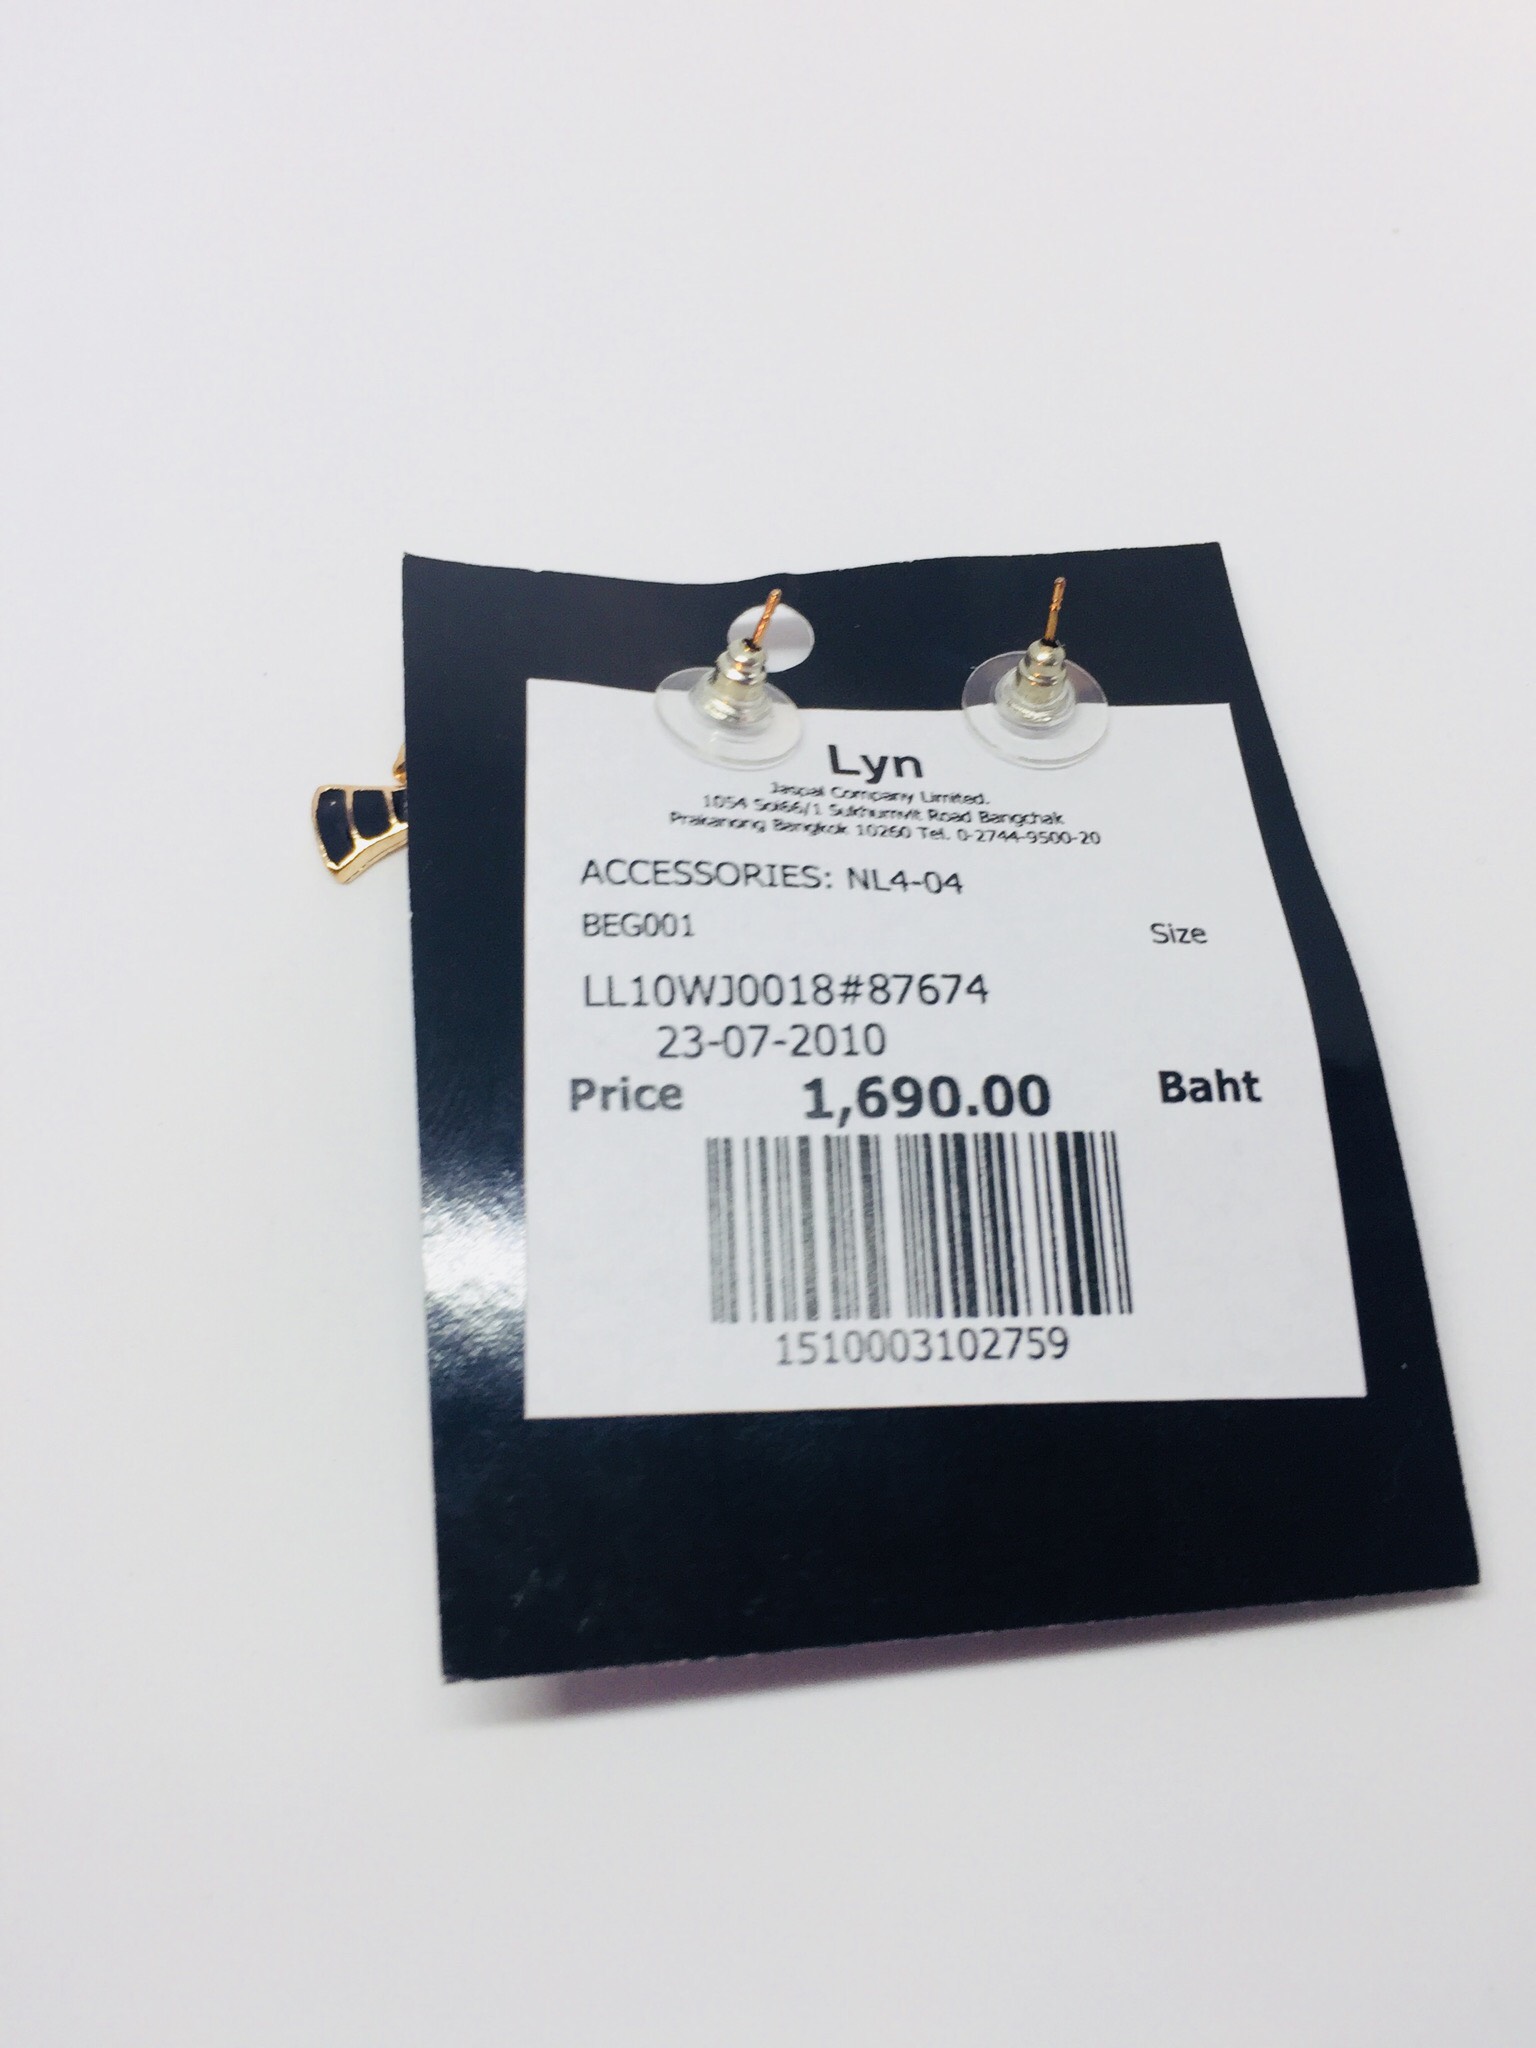 Lyn
Jaspal Company Limited.
1054 Soi66/1 Sukhumvit Road Bangchak
Prakanong Bangkok 10260 Tel. 0-2744-9500-20
ACCESSORIES: NL4-04
BEG001 Size
LL10WJ0018#87674
23-07-2010
Price 1,690.00 Baht
1510003102759